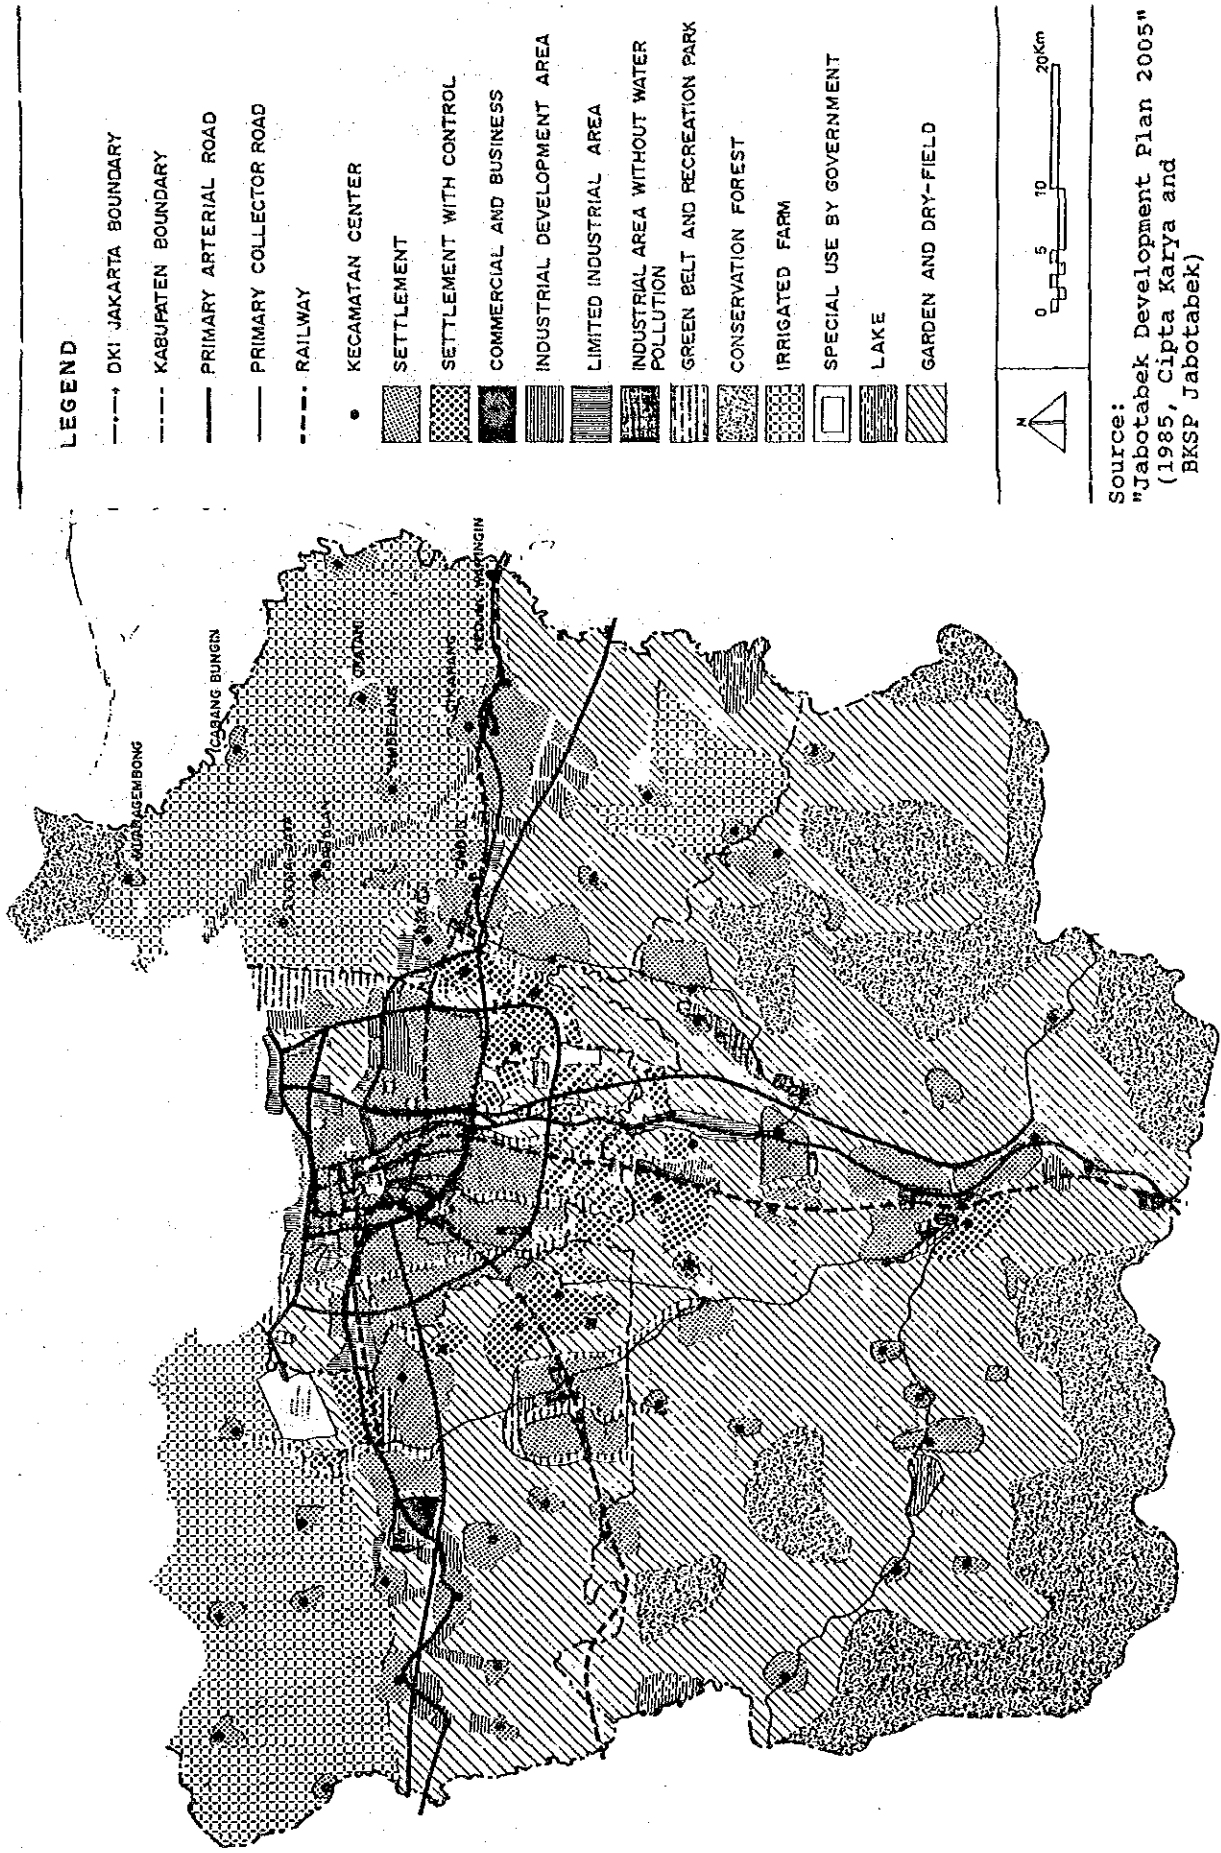 LEGEND
DKI JAKARTA BOUNDARY
KABUPATEN BOUNDARY
PRIMARY ARTERIAL ROAD
PRIMARY COLLECTOR ROAD
RAILWAY
KECAMATAN CENTER
SETTLEMENT
SETTLEMENT WITH CONTROL
COMMERCIAL AND BUSINESS
INDUSTRIAL DEVELOPMENT AREA
LIMITED INDUSTRIAL AREA
INDUSTRIAL AREA WITHOUT WATER
POLLUTION
GREEN BELT AND RECREATION PARK
CONSERVATION FOREST
IRRIGATED FARM
SPECIAL USE BY GOVERNMENT
LAKE
GARDEN AND DRY-FIELD
N
0 5 10 20Km
Source:
"Jabotabek Development Plan 2005"
(1985, Cipta Karya and
BKSP Jabotabek)
MUARAGEMBONG
CABANG BUNGIN
CIKARANG